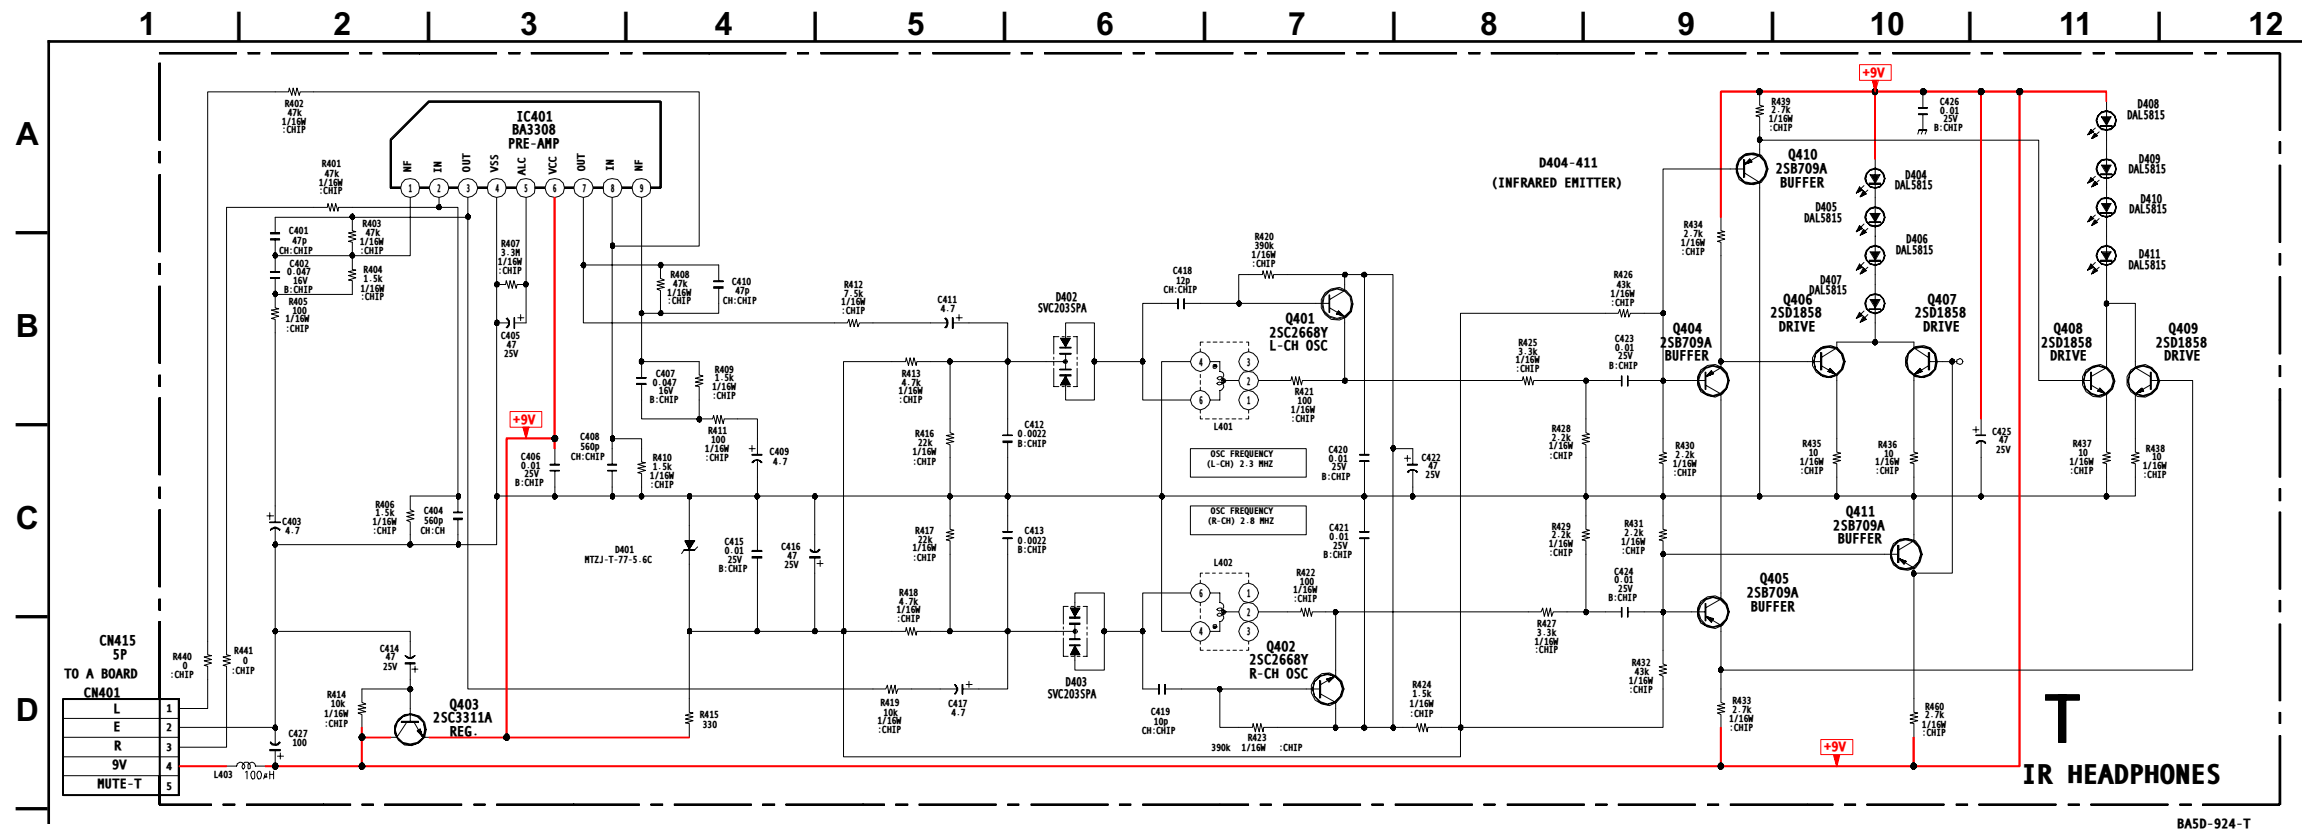 1 2 3 4 5 6 7 8 9 10 11 12
A
B
C
D
R402
47k
1/16W
:CHIP
IC401
BA3308
PRE-AMP
NF IN OUT VSS ALC VCC OUT IN NF
1 2 3 4 5 6 7 8 9
R401
47k
1/16W
:CHIP
C401
47p
CH:CHIP
R403
47k
1/16W
:CHIP
C402
0.047
16V
B:CHIP
R404
1.5k
1/16W
:CHIP
R405
100
1/16W
:CHIP
R407
3.3M
1/16W
:CHIP
C405
47
25V
R408
47k
1/16W
:CHIP
C410
47p
CH:CHIP
C407
0.047
16V
B:CHIP
R409
1.5k
1/16W
:CHIP
R411
100
1/16W
:CHIP
C409
4.7
+9V
C406
0.01
25V
B:CHIP
C408
560p
CH:CHIP
R410
1.5k
1/16W
:CHIP
R406
1.5k
1/16W
:CHIP
C404
560p
CH:CH
C403
4.7
D401
MTZJ-T-77-5.6C
C415
0.01
25V
B:CHIP
C416
47
25V
R412
7.5k
1/16W
:CHIP
C411
4.7
R413
4.7k
1/16W
:CHIP
R416
22k
1/16W
:CHIP
C412
0.0022
B:CHIP
R417
22k
1/16W
:CHIP
C413
0.0022
B:CHIP
R418
4.7k
1/16W
:CHIP
R419
10k
1/16W
:CHIP
C417
4.7
D402
SVC203SPA
D403
SVC203SPA
C418
12p
CH:CHIP
R420
390k
1/16W
:CHIP
Q401
2SC2668Y
L-CH OSC
4 3
2
6 1
L401
R421
100
1/16W
:CHIP
OSC FREQUENCY
(L-CH) 2.3 MHZ
OSC FREQUENCY
(R-CH) 2.8 MHZ
C420
0.01
25V
B:CHIP
C421
0.01
25V
B:CHIP
C422
47
25V
L402
6 1
2
4 3
R422
100
1/16W
:CHIP
Q402
2SC2668Y
R-CH OSC
C419
10p
CH:CHIP
R423
390k 1/16W :CHIP
R424
1.5k
1/16W
:CHIP
D404-411
(INFRARED EMITTER)
R426
43k
1/16W
:CHIP
R425
3.3k
1/16W
:CHIP
C423
0.01
25V
B:CHIP
Q404
2SB709A
BUFFER
R428
2.2k
1/16W
:CHIP
R430
2.2k
1/16W
:CHIP
R429
2.2k
1/16W
:CHIP
R431
2.2k
1/16W
:CHIP
C424
0.01
25V
B:CHIP
R427
3.3k
1/16W
:CHIP
R432
43k
1/16W
:CHIP
Q405
2SB709A
BUFFER
R433
2.7k
1/16W
:CHIP
R434
2.7k
1/16W
:CHIP
R439
2.7k
1/16W
:CHIP
Q410
2SB709A
BUFFER
+9V
C426
0.01
25V
B:CHIP
D404
DAL5815
D405
DAL5815
D406
DAL5815
D407
DAL5815
Q406
2SD1858
DRIVE
Q407
2SD1858
DRIVE
R435
10
1/16W
:CHIP
R436
10
1/16W
:CHIP
C425
47
25V
Q411
2SB709A
BUFFER
R460
2.7k
1/16W
:CHIP
+9V
D408
DAL5815
D409
DAL5815
D410
DAL5815
D411
DAL5815
Q408
2SD1858
DRIVE
Q409
2SD1858
DRIVE
R437
10
1/16W
:CHIP
R438
10
1/16W
:CHIP
CN415
5P
TO A BOARD
CN401
L 1
E 2
R 3
9V 4
MUTE-T 5
R440
0
:CHIP
R441
0
:CHIP
L403 100µH
C427
100
C414
47
25V
R414
10k
1/16W
:CHIP
Q403
2SC3311A
REG.
R415
330
T
IR HEADPHONES
BA5D-924-T